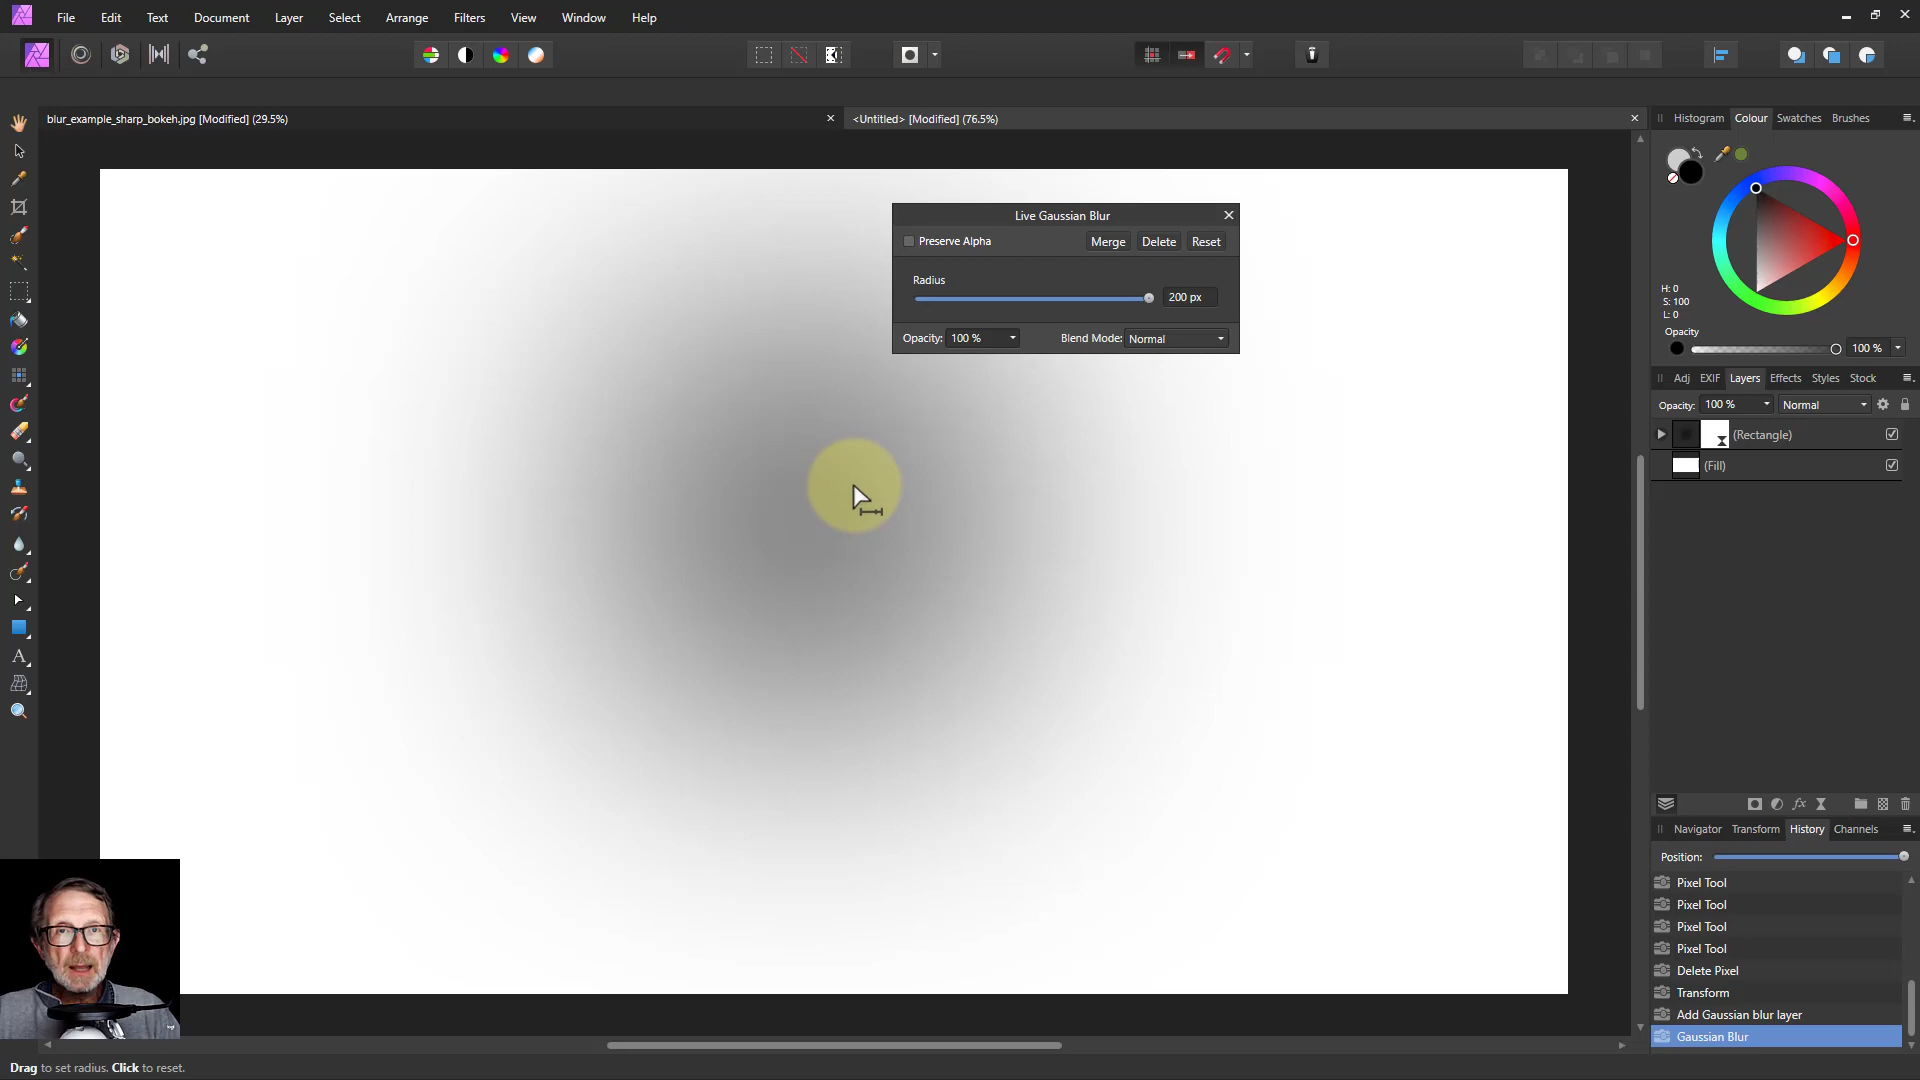 File Edit Text Document Layer Select Arrange Filters View Window Help
blur_example_sharp_bokeh.jpg [Modified] (29.5%)
<Untitled> [Modified] (76.5%)
Histogram Colour Swatches Brushes
Live Gaussian Blur
Preserve Alpha Merge Delete Reset
Radius
200 px
Opacity: 100 % Blend Mode: Normal
H: 0
S: 100
L: 0
Opacity
100 %
Adj EXIF Layers Effects Styles Stock
Opacity: 100 % Normal
(Rectangle)
(Fill)
fx
Navigator Transform History Channels
Position:
Pixel Tool
Pixel Tool
Pixel Tool
Pixel Tool
Delete Pixel
Transform
Add Gaussian blur layer
Gaussian Blur
A
Drag to set radius. Click to reset.